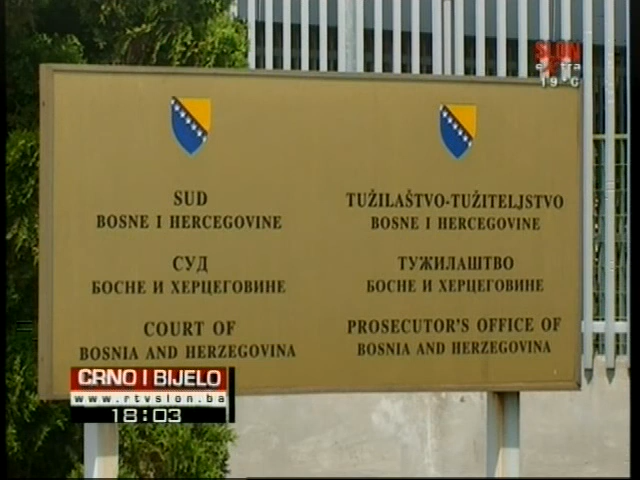 SLON
extra
19°C
SUD
BOSNE I HERCEGOVINE
СУД
БОСНЕ И ХЕРЦЕГОВИНЕ
COURT OF
BOSNIA AND HERZEGOVINA
TUŽILAŠTVO-TUŽITELJSTVO
BOSNE I HERCEGOVINE
ТУЖИЛАШТВО
БОСНЕ И ХЕРЦЕГОВИНЕ
PROSECUTOR'S OFFICE OF
BOSNIA AND HERZEGOVINA
CRNO I BIJELO
www.rtvslon.ba
18:03